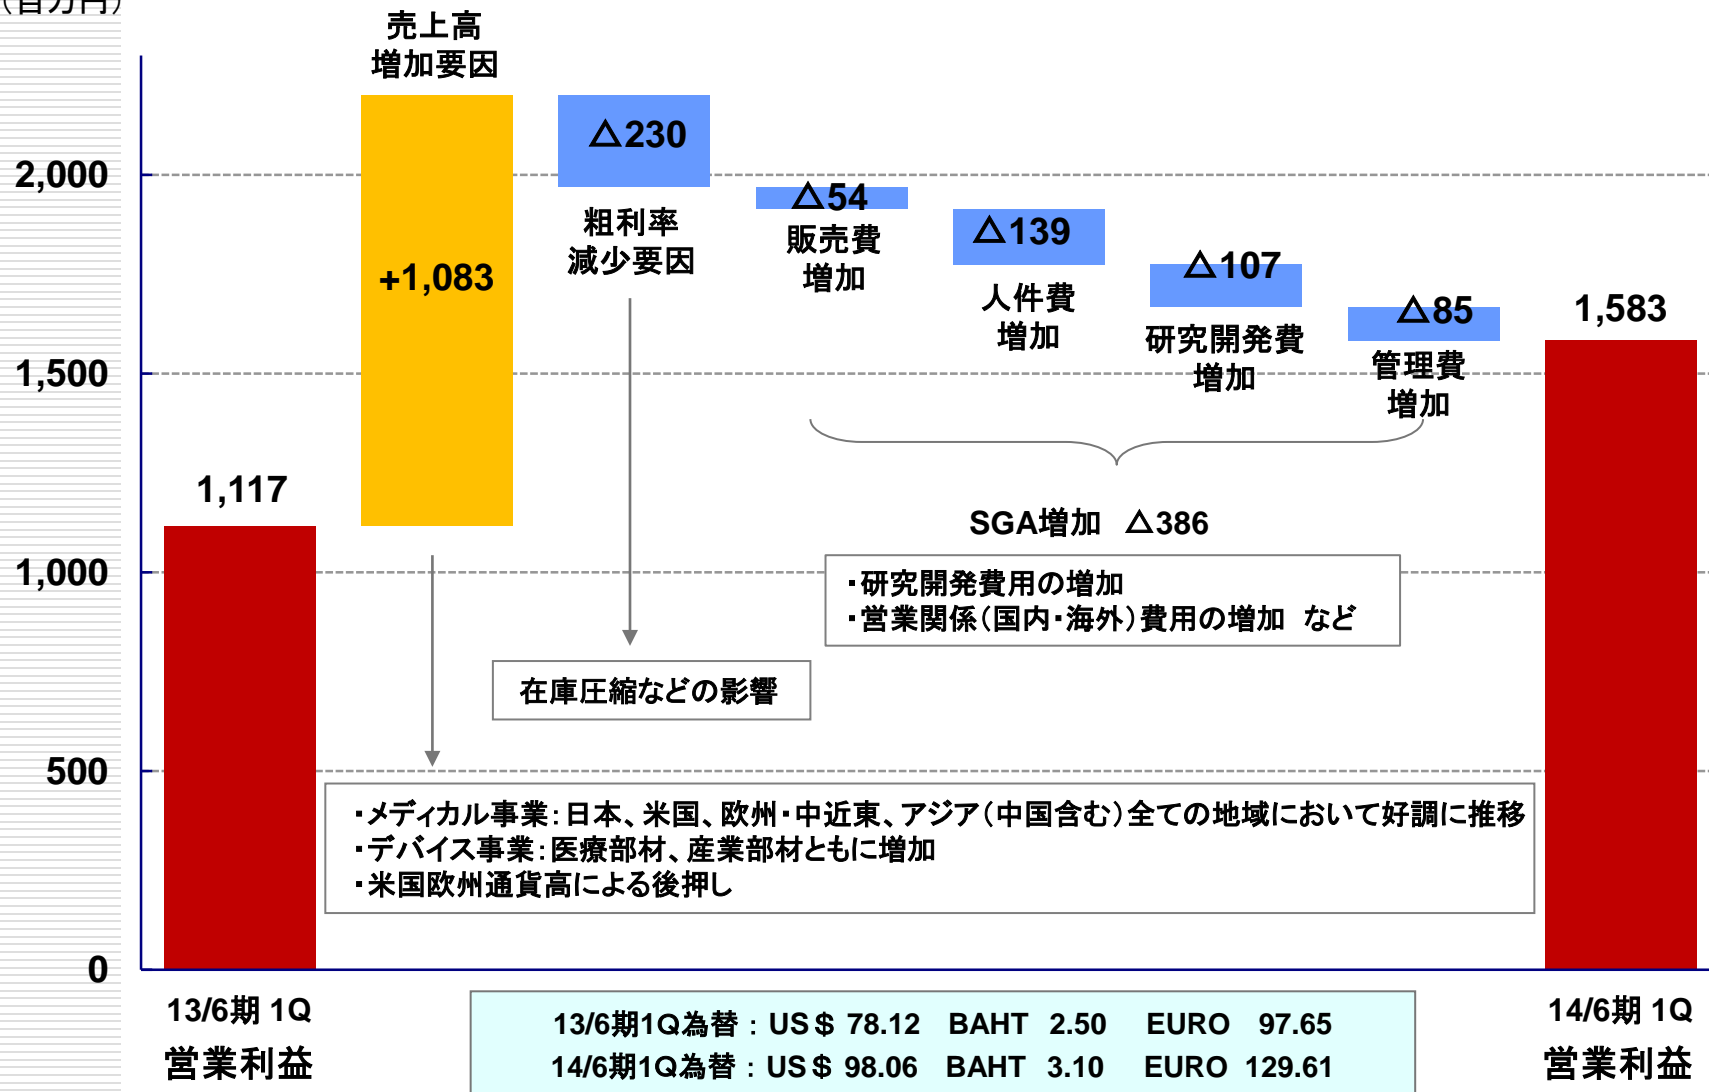 (百万円)
売上高
増加要因
2,000
1,500
1,000
500
0
1,117
+1,083
△230
粗利率
減少要因
△54
販売費
増加
△139
人件費
増加
△107
研究開発費
増加
△85
管理費
増加
1,583
SGA増加 △386
・研究開発費用の増加
・営業関係(国内・海外)費用の増加 など
在庫圧縮などの影響
・メディカル事業:日本、米国、欧州・中近東、アジア(中国含む)全ての地域において好調に推移
・デバイス事業:医療部材、産業部材ともに増加
・米国欧州通貨高による後押し
13/6期 1Q
営業利益
14/6期 1Q
営業利益
13/6期1Q為替:US$ 78.12 BAHT 2.50 EURO 97.65
14/6期1Q為替:US$ 98.06 BAHT 3.10 EURO 129.61